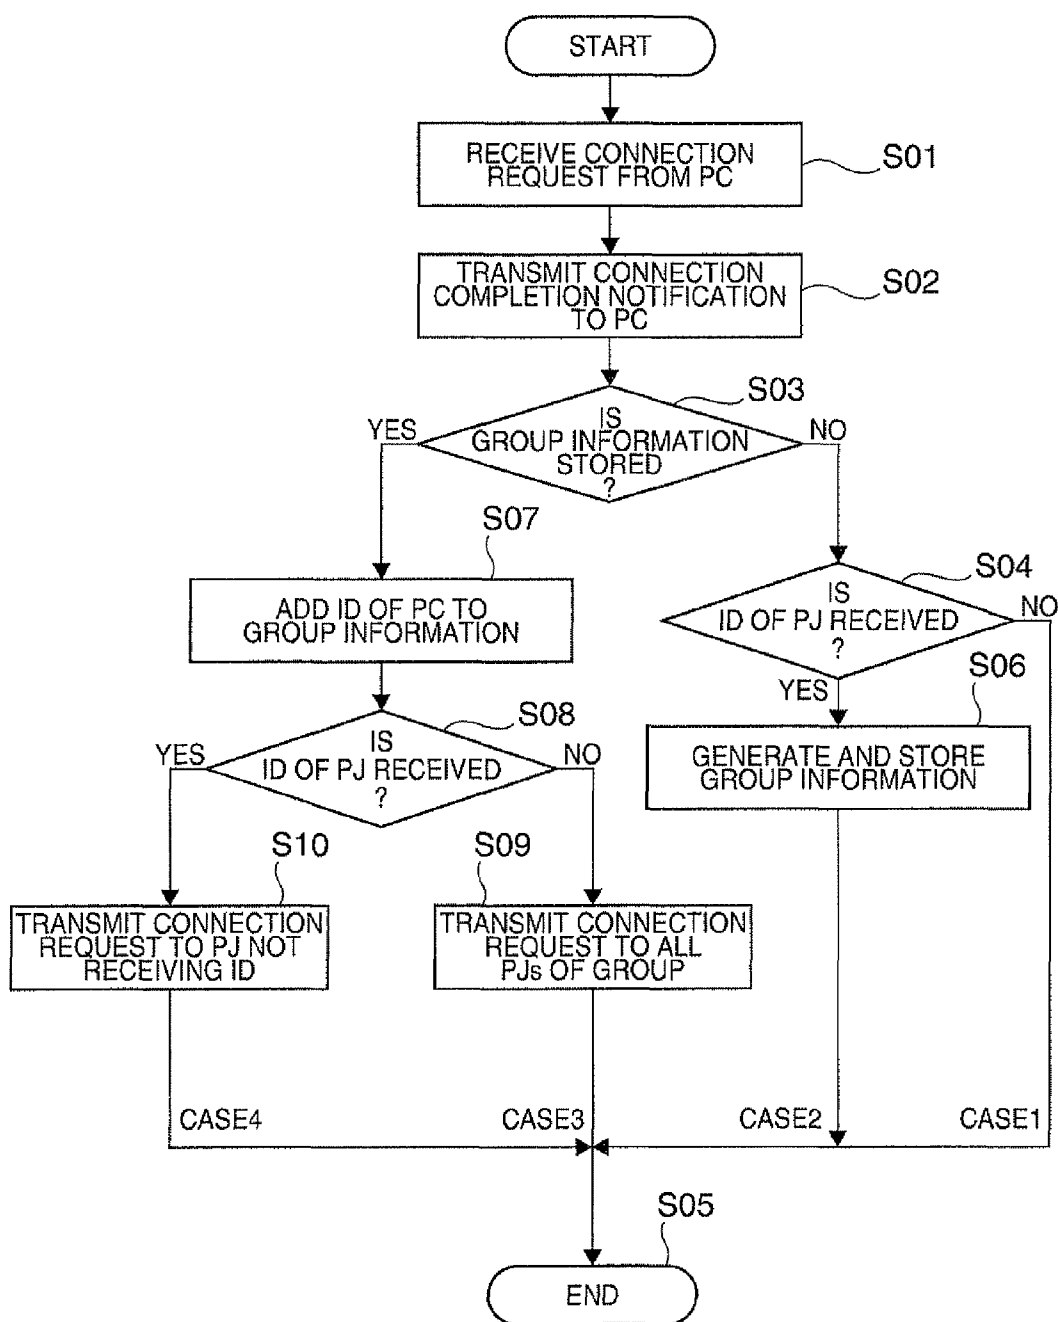 START
RECEIVE CONNECTION
REQUEST FROM PC
S01
TRANSMIT CONNECTION
COMPLETION NOTIFICATION
TO PC
S02
S03
YES
IS
GROUP INFORMATION
STORED
?
NO
S07
ADD ID OF PC TO
GROUP INFORMATION
S04
IS
ID OF PJ RECEIVED
?
NO
YES
S06
GENERATE AND STORE
GROUP INFORMATION
S08
YES
IS
ID OF PJ RECEIVED
?
NO
S10
TRANSMIT CONNECTION
REQUEST TO PJ NOT
RECEIVING ID
S09
TRANSMIT CONNECTION
REQUEST TO ALL
PJs OF GROUP
CASE4
CASE3
CASE2
CASE1
S05
END